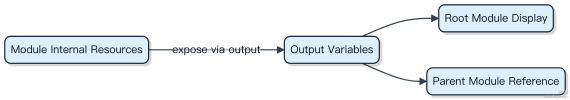 Module Internal Resources
expose via output
Output Variables
Root Module Display
Parent Module Reference